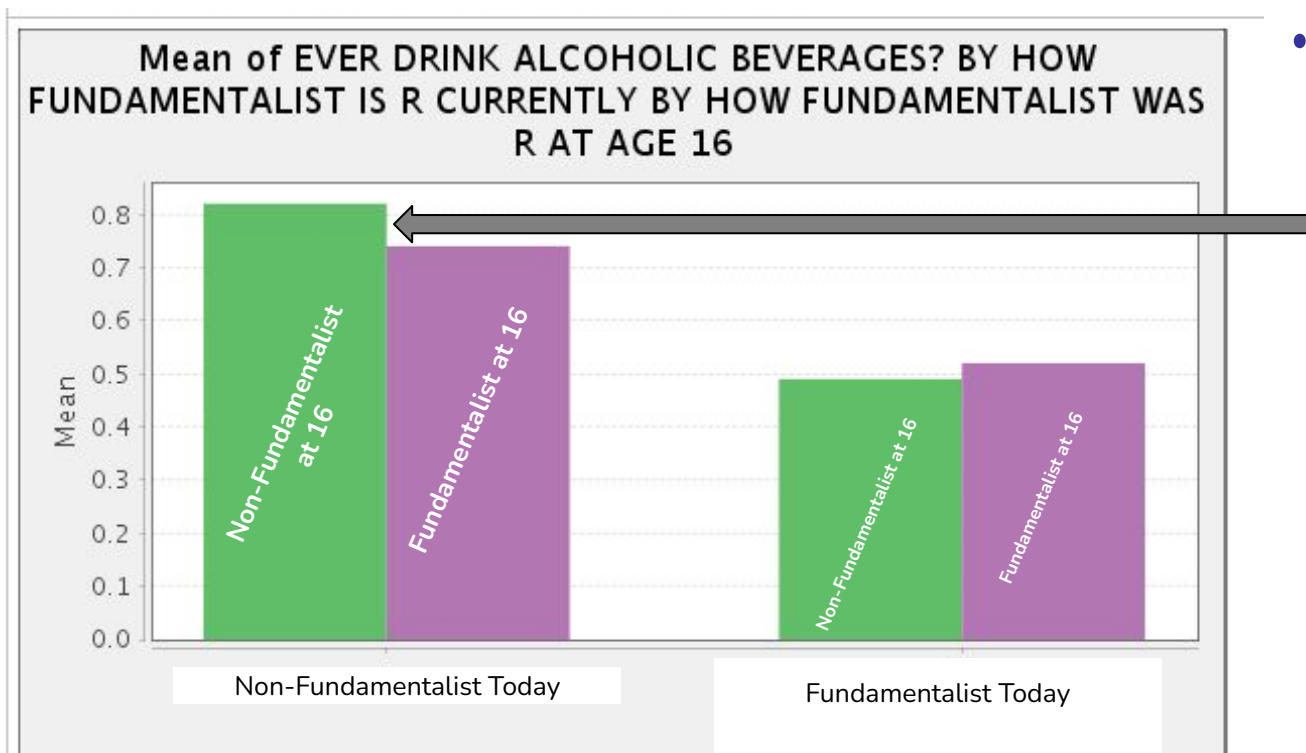 Mean of EVER DRINK ALCOHOLIC BEVERAGES? BY HOW
FUNDAMENTALIST IS R CURRENTLY BY HOW FUNDAMENTALIST WAS
R AT AGE 16
Mean
0.8
0.7
0.6
0.5
0.4
0.3
0.2
0.1
0.0
Non-Fundamentalist
at 16
Fundamentalist at 16
Non-Fundamentalist at 16
Fundamentalist at 16
Non-Fundamentalist Today
Fundamentalist Today